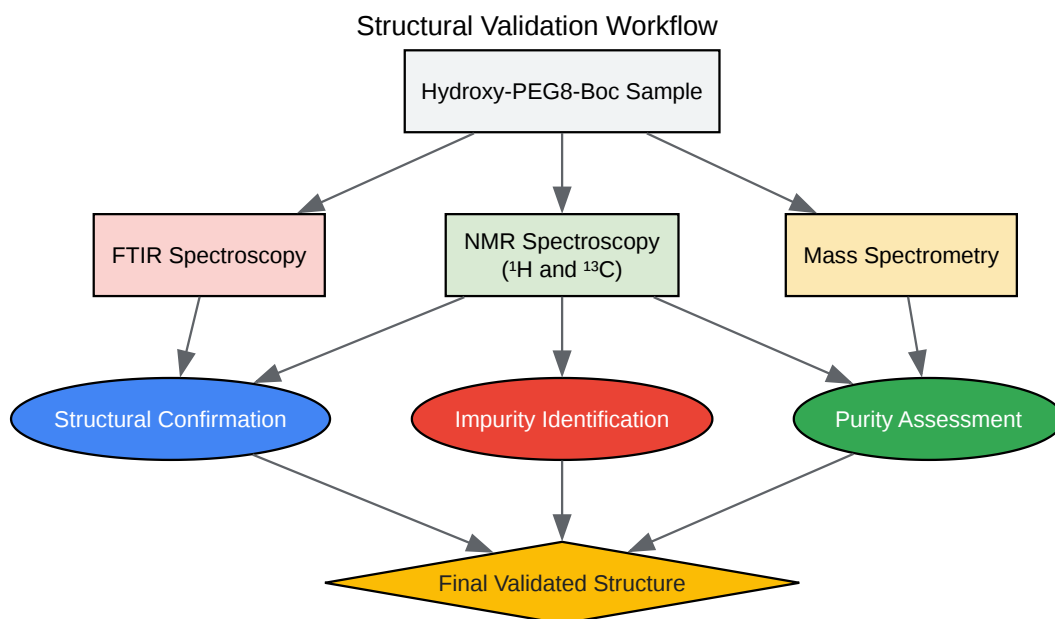 Structural Validation Workflow
Hydroxy-PEG8-Boc Sample
FTIR Spectroscopy
NMR Spectroscopy
(¹H and ¹³C)
Mass Spectrometry
Structural Confirmation
Impurity Identification
Purity Assessment
Final Validated Structure